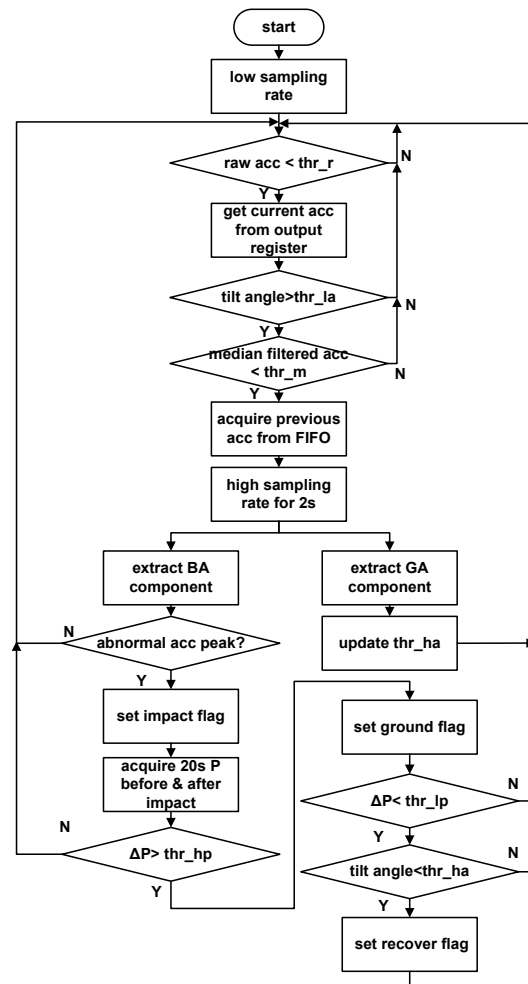 start
low sampling
rate
raw acc < thr_r
N
Y
get current acc
from output
register
tilt angle>thr_la
N
Y
median filtered acc
< thr_m
N
Y
acquire previous
acc from FIFO
high sampling
rate for 2s
extract BA
component
extract GA
component
N
abnormal acc peak?
update thr_ha
Y
set impact flag
set ground flag
acquire 20s P
before & after
impact
ΔP< thr_lp
N
N
Y
ΔP> thr_hp
tilt angle<thr_ha
N
Y
Y
set recover flag